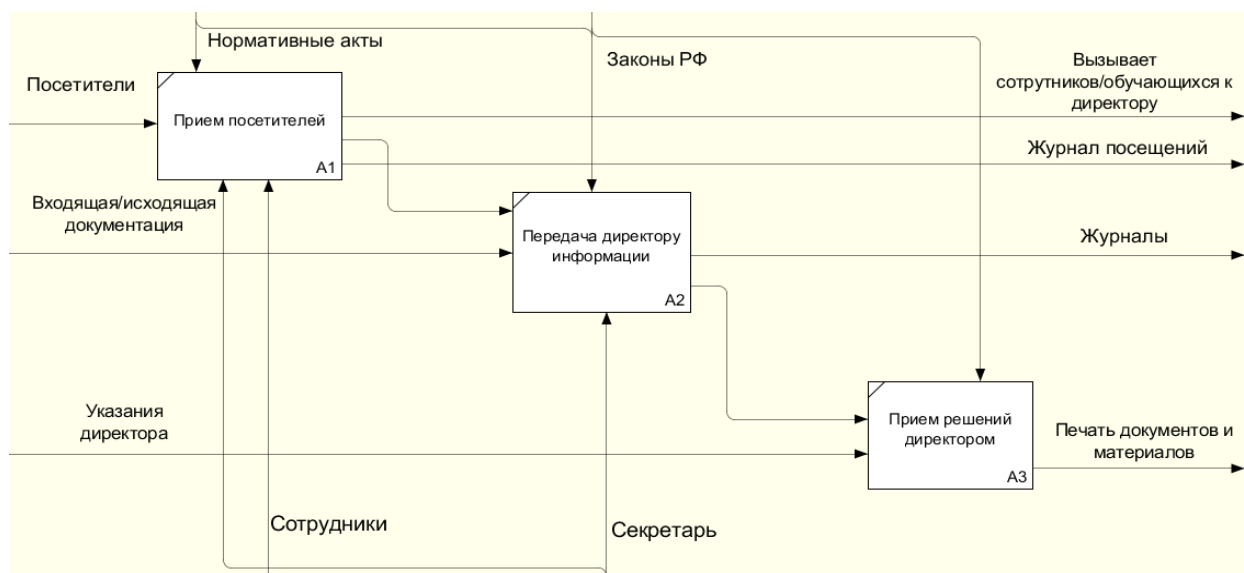 Нормативные акты
Законы РФ
Посетители
Вызывает
сотрутников/обучающихся к
директору
Прием посетителей
A1
Журнал посещений
Входящая/исходящая
документация
Передача директору
информации
A2
Журналы
Указания
директора
Прием решений
директором
A3
Печать документов и
материалов
Сотрудники
Секретарь